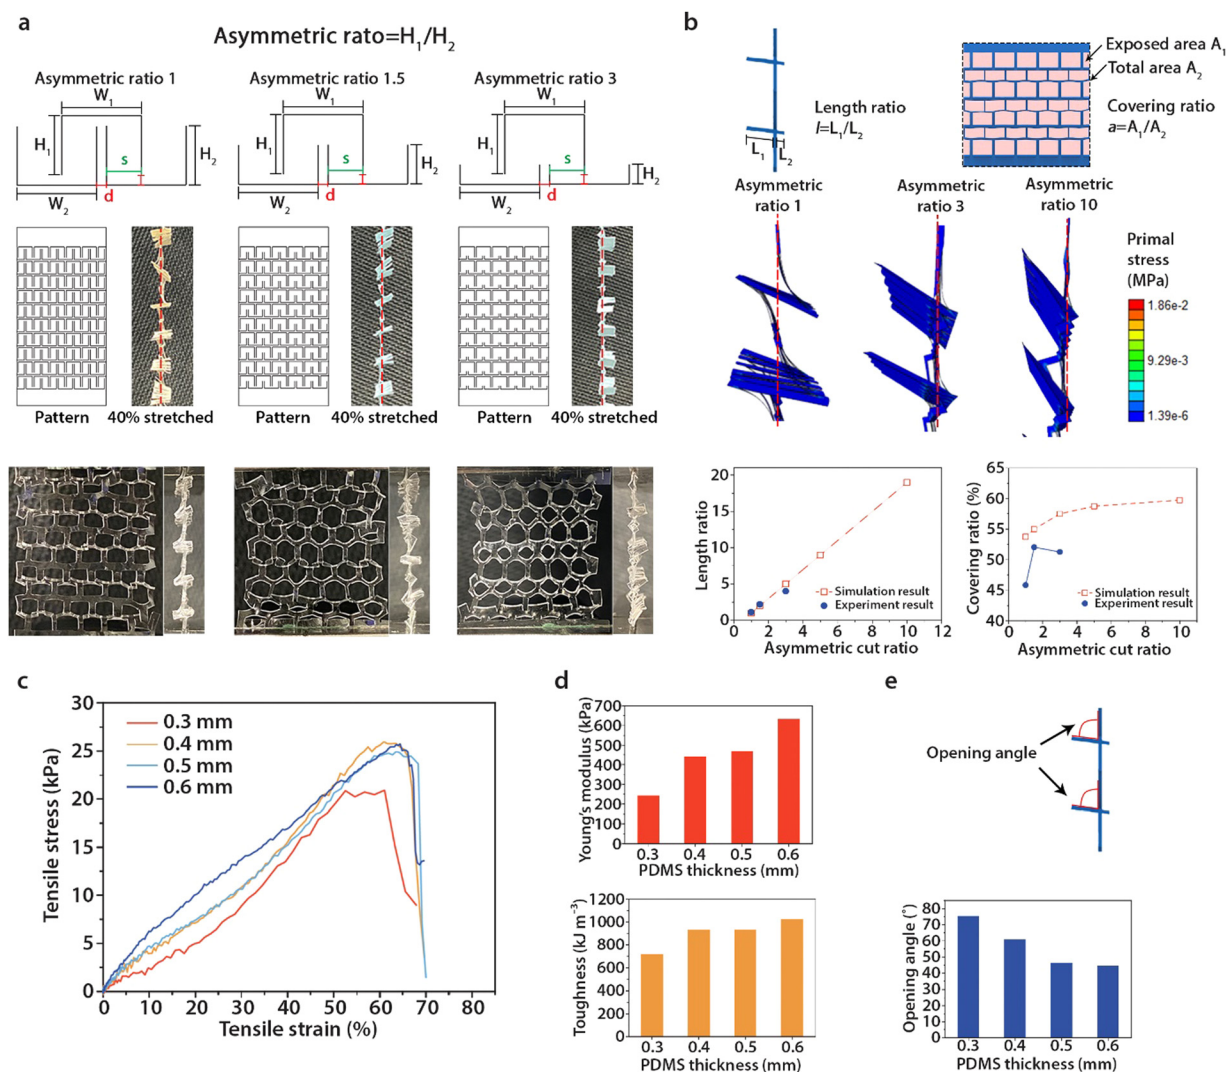 a
Asymmetric rato=H₁/H₂
Asymmetric ratio 1
Asymmetric ratio 1.5
Asymmetric ratio 3
W₁
H₁
s
H₂
W₂
d
W₁
H₁
s
H₂
W₂
d
W₁
H₁
s
H₂
W₂
d
Pattern
40% stretched
Pattern
40% stretched
Pattern
40% stretched
b
Length ratio
l=L₁/L₂
L₁
L₂
Exposed area A₁
Total area A₂
Covering ratio
a=A₁/A₂
Asymmetric
ratio 1
Asymmetric
ratio 3
Asymmetric
ratio 10
Primal
stress
(MPa)
1.86e-2
9.29e-3
1.39e-6
Length ratio
20
15
10
5
0
Simulation result
Experiment result
0 2 4 6 8 10 12
Asymmetric cut ratio
Covering ratio (%)
65
60
55
50
45
40
Simulation result
Experiment result
0 2 4 6 8 10
Asymmetric cut ratio
c
Tensile stress (kPa)
30
25
20
15
10
5
0
0.3 mm
0.4 mm
0.5 mm
0.6 mm
0 10 20 30 40 50 60 70 80
Tensile strain (%)
d
Young's modulus (kPa)
700
600
500
400
300
200
100
0
0.3 0.4 0.5 0.6
PDMS thickness (mm)
Toughness (kJ m⁻³)
1200
1000
800
600
400
200
0
0.3 0.4 0.5 0.6
PDMS thickness (mm)
e
Opening angle
Opening angle (°)
80
70
60
50
40
30
20
10
0
0.3 0.4 0.5 0.6
PDMS thickness (mm)